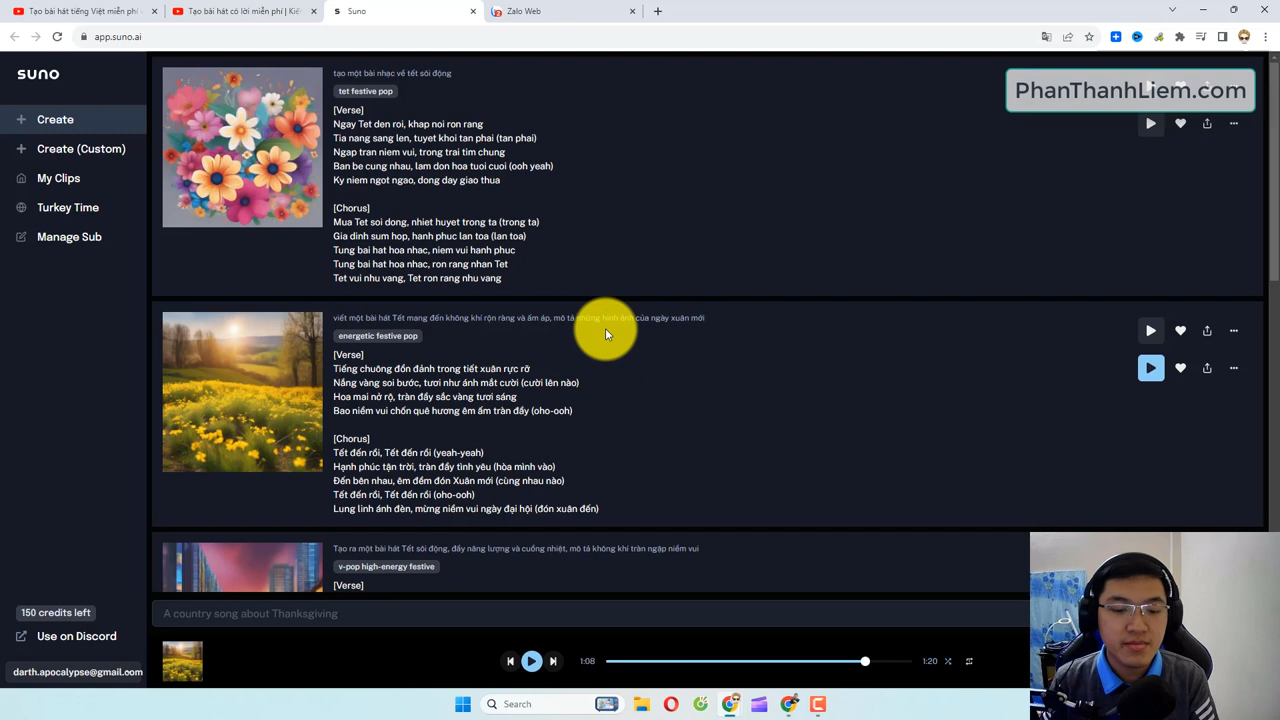 Tạo bài hát tiếng Việt miễn phí
Tạo bài hát có lời miễn phí | Kiế
Suno
Zalo Web
2
app.suno.ai
SUNO
PhanThanhLiem.com
Create
Create (Custom)
My Clips
Turkey Time
Manage Sub
tạo một bài nhạc về tết sôi động
tet festive pop
[Verse]
Ngay Tet den roi, khap noi ron rang
Tia nang sang len, tuyet khoi tan phai (tan phai)
Ngap tran niem vui, trong trai tim chung
Ban be cung nhau, lam don hoa tuoi cuoi (ooh yeah)
Ky niem ngot ngao, dong day giao thua
[Chorus]
Mua Tet soi dong, nhiet huyet trong ta (trong ta)
Gia dinh sum hop, hanh phuc lan toa (lan toa)
Tung bai hat hoa nhac, niem vui hanh phuc
Tung bai hat hoa nhac, ron rang nhan Tet
Tet vui nhu vang, Tet ron rang nhu vang
viết một bài hát Tết mang đến không khí rộn ràng và ấm áp, mô tả những hình ảnh của ngày xuân mới
energetic festive pop
[Verse]
Tiếng chuông đồn đảnh trong tiết xuân rực rỡ
Nắng vàng soi bước, tươi như ánh mắt cười (cười lên nào)
Hoa mai nở rộ, tràn đầy sắc vàng tươi sáng
Bao niềm vui chốn quê hương êm ấm tràn đầy (oho-ooh)
[Chorus]
Tết đến rồi, Tết đến rồi (yeah-yeah)
Hạnh phúc tận trời, tràn đầy tình yêu (hòa mình vào)
Đến bên nhau, êm đềm đón Xuân mới (cùng nhau nào)
Tết đến rồi, Tết đến rồi (oho-ooh)
Lung linh ánh đèn, mừng niềm vui ngày đại hội (đón xuân đến)
Tạo ra một bài hát Tết sôi động, đầy năng lượng và cuồng nhiệt, mô tả không khí tràn ngập niềm vui
v-pop high-energy festive
[Verse]
150 credits left
Use on Discord
darth.apocalypse@gmail.com
A country song about Thanksgiving
1:08
1:20
Search